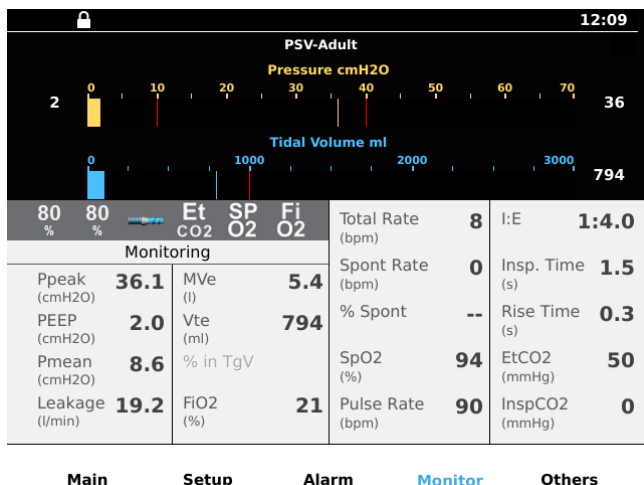 12:09
PSV-Adult
Pressure cmH2O
0 10 20 30 40 50 60 70
2 36
Tidal Volume ml
0 1000 2000 3000
794
80 % 80 % Et CO2 SP O2 Fi O2
Monitoring
Ppeak (cmH2O) 36.1
PEEP (cmH2O) 2.0
Pmean (cmH2O) 8.6
Leakage (l/min) 19.2
MVe (l) 5.4
Vte (ml) 794
% in TgV
FiO2 (%) 21
Total Rate (bpm) 8
Spont Rate (bpm) 0
% Spont --
SpO2 (%) 94
Pulse Rate (bpm) 90
I:E 1:4.0
Insp. Time (s) 1.5
Rise Time (s) 0.3
EtCO2 (mmHg) 50
InspCO2 (mmHg) 0
Main Setup Alarm Monitor Others